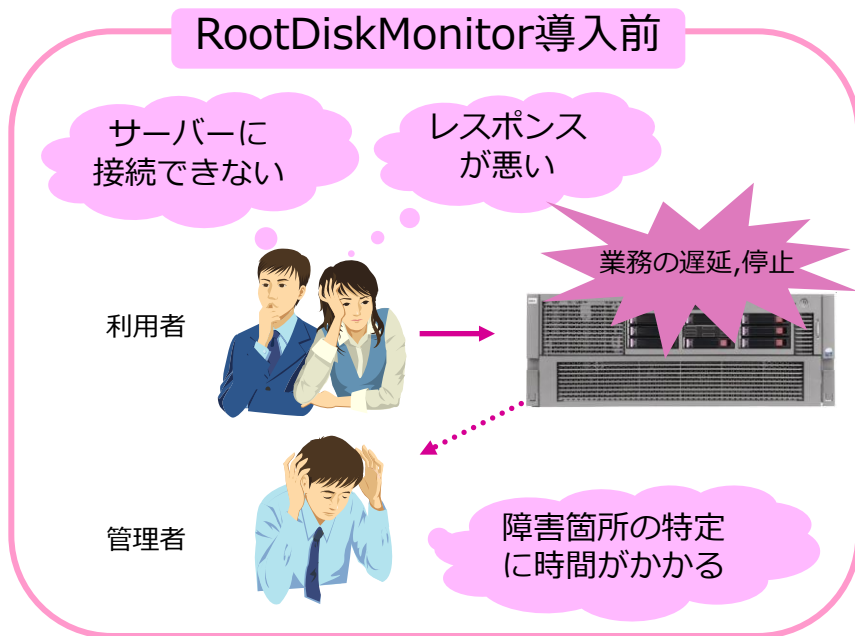 RootDiskMonitor導入前
サーバーに
接続できない
レスポンス
が悪い
業務の遅延,停止
利用者
管理者
障害箇所の特定
に時間がかかる